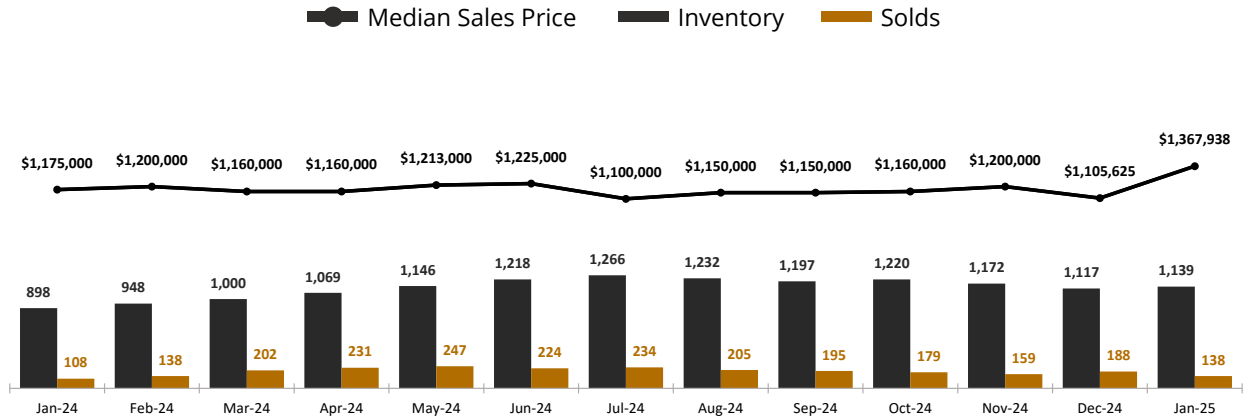 Median Sales Price Inventory Solds
$1,175,000 $1,200,000 $1,160,000 $1,160,000 $1,213,000 $1,225,000 $1,100,000 $1,150,000 $1,150,000 $1,160,000 $1,200,000 $1,105,625 $1,367,938
898 948 1,000 1,069 1,146 1,218 1,266 1,232 1,197 1,220 1,172 1,117 1,139
108 138 202 231 247 224 234 205 195 179 159 188 138
Jan-24 Feb-24 Mar-24 Apr-24 May-24 Jun-24 Jul-24 Aug-24 Sep-24 Oct-24 Nov-24 Dec-24 Jan-25